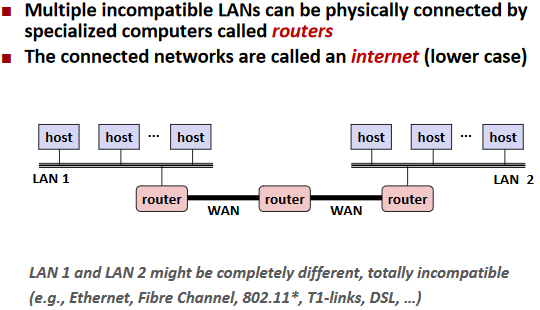 Multiple incompatible LANs can be physically connected by
specialized computers called routers
The connected networks are called an internet (lower case)
host host ... host host host ... host
LAN 1 LAN 2
router WAN router WAN router
LAN 1 and LAN 2 might be completely different, totally incompatible
(e.g., Ethernet, Fibre Channel, 802.11*, T1-links, DSL, …)